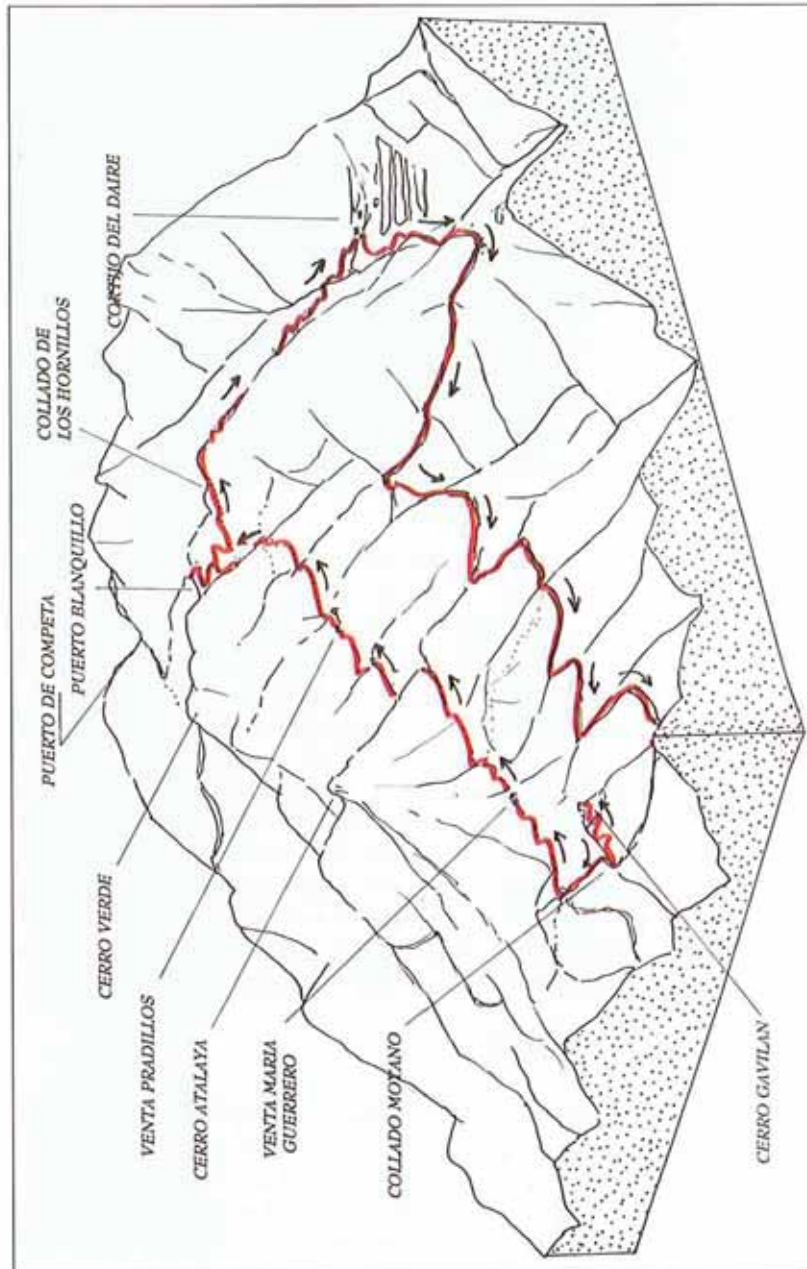 PUERTO DE COMPETA
PUERTO BLANQUILLO
COLLADO DE
LOS HORNILLOS
CORTIJO DEL DAIRE
CERRO VERDE
VENTA PRADILLOS
CERRO ATALAYA
VENTA MARIA
GUERRERO
COLLADO MOYANO
CERRO GAVILAN